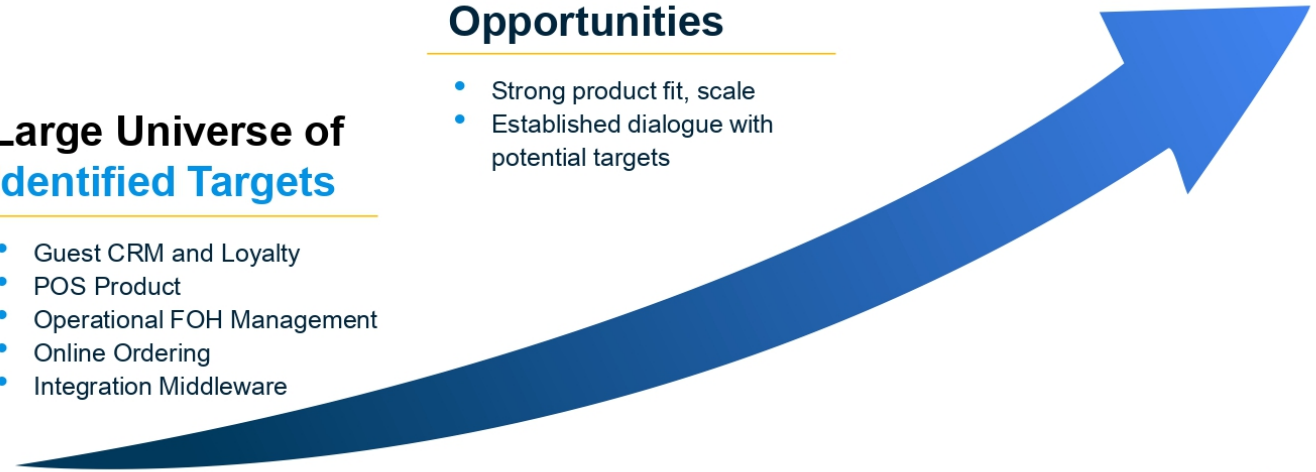 Opportunities
Strong product fit, scale
Established dialogue with
potential targets
Large Universe of
dentified Targets
Guest CRM and Loyalty
POS Product
Operational FOH Management
Online Ordering
Integration Middleware